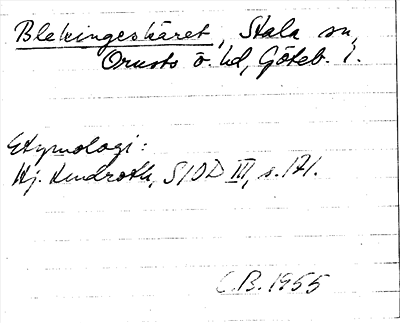 Blekingeskäret, Stala sn,
Orusts ö. hd, Göteb. l.
Etymologi:
Hj. Lindroth, SIOD III, s. 171.
C.B. 1955